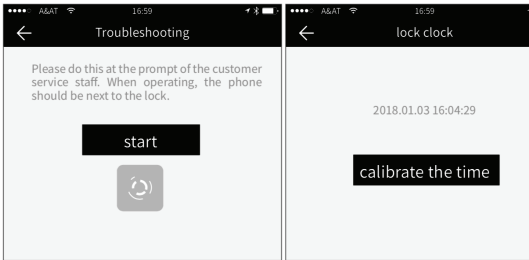 A&AT 16:59
Troubleshooting
Please do this at the prompt of the customer
service staff. When operating, the phone
should be next to the lock.
start
A&AT 16:59
lock clock
2018.01.03 16:04:29
calibrate the time